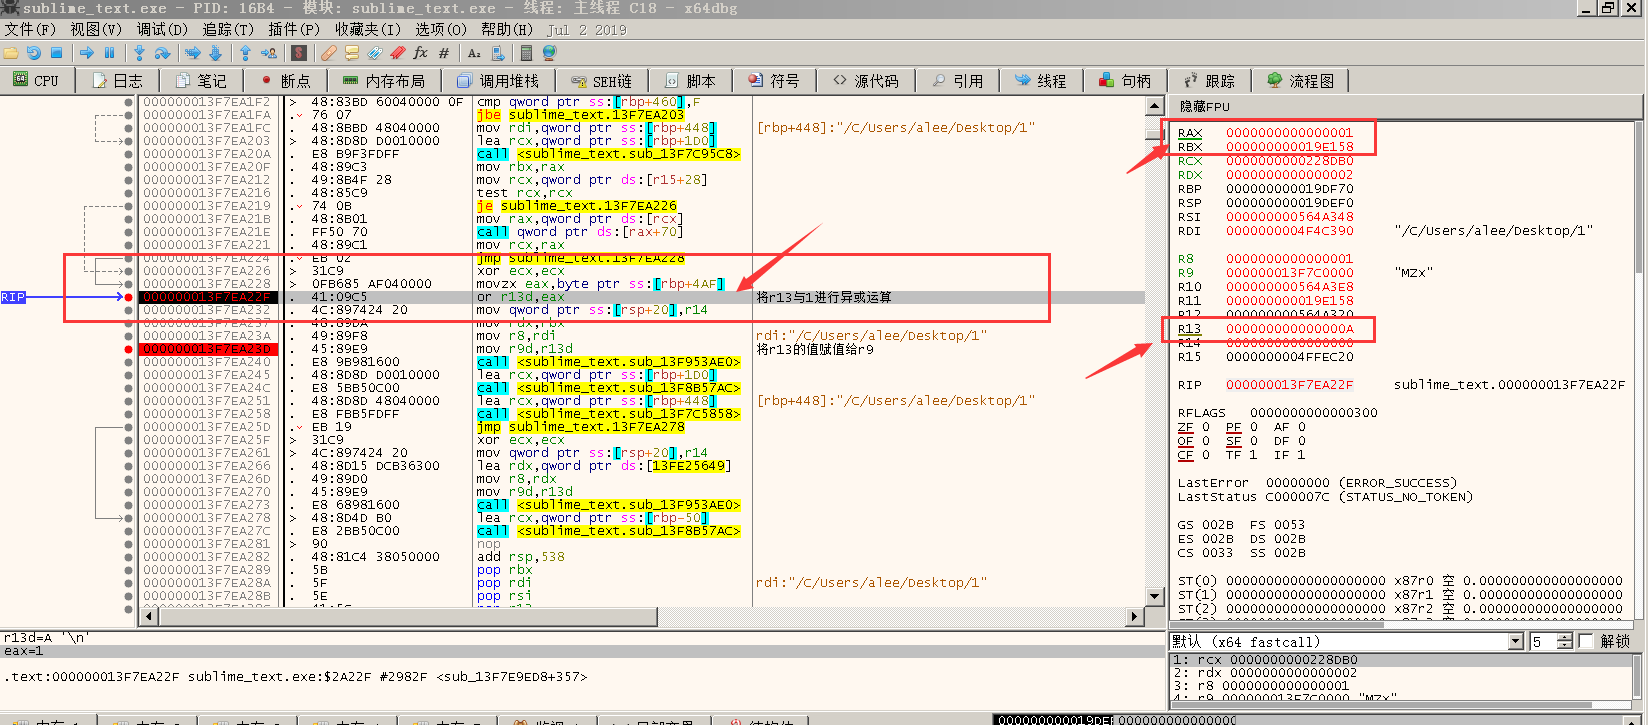 sublime_text.exe - PID: 16B4 - 模块: sublime_text.exe - 线程: 主线程 C18 - x64dbg
文件(F) 视图(V) 调试(D) 追踪(T) 插件(P) 收藏夹(I) 选项(O) 帮助(H) Jul 2 2019
CPU 日志 笔记 断点 内存布局 调用堆栈 SEH链 脚本 符号 源代码 引用 线程 句柄 跟踪 流程图
000000013F7EA1F2 > 48:83BD 60040000 0F cmp qword ptr ss:[rbp+460],F
000000013F7EA1FA . 76 07 jbe sublime_text.13F7EA203
000000013F7EA1FC . 48:8BBD 48040000 mov rdi,qword ptr ss:[rbp+448] [rbp+448]:"/C/Users/alee/Desktop/1"
000000013F7EA203 > 48:8D8D D0010000 lea rcx,qword ptr ss:[rbp+1D0]
000000013F7EA20A . E8 B9F3FDFF call <sublime_text.sub_13F7C95C8>
000000013F7EA20F . 48:89C3 mov rbx,rax
000000013F7EA212 . 49:8B4F 28 mov rcx,qword ptr ds:[r15+28]
000000013F7EA216 . 48:85C9 test rcx,rcx
000000013F7EA219 . 74 0B je sublime_text.13F7EA226
000000013F7EA21B . 48:8B01 mov rax,qword ptr ds:[rcx]
000000013F7EA21E . FF50 70 call qword ptr ds:[rax+70]
000000013F7EA221 . 48:89C1 mov rcx,rax
000000013F7EA224 . EB 02 jmp sublime_text.13F7EA228
000000013F7EA226 > 31C9 xor ecx,ecx
000000013F7EA228 > 0FB685 AF040000 movzx eax,byte ptr ss:[rbp+4AF]
RIP 000000013F7EA22F . 41:09C5 or r13d,eax 将r13与1进行异或运算
000000013F7EA232 . 4C:897424 20 mov qword ptr ss:[rsp+20],r14
000000013F7EA237 . 48:89DA mov rdx,rbx
000000013F7EA23A . 49:89F8 mov r8,rdi rdi:"/C/Users/alee/Desktop/1"
000000013F7EA23D . 45:89E9 mov r9d,r13d 将r13的值赋值给r9
000000013F7EA240 . E8 9B981600 call <sublime_text.sub_13F953AE0>
000000013F7EA245 . 48:8D8D D0010000 lea rcx,qword ptr ss:[rbp+1D0]
000000013F7EA24C . E8 5BB50C00 call <sublime_text.sub_13F8B57AC>
000000013F7EA251 . 48:8D8D 48040000 lea rcx,qword ptr ss:[rbp+448] [rbp+448]:"/C/Users/alee/Desktop/1"
000000013F7EA258 . E8 FBB5FDFF call <sublime_text.sub_13F7C5858>
000000013F7EA25D . EB 19 jmp sublime_text.13F7EA278
000000013F7EA25F > 31C9 xor ecx,ecx
000000013F7EA261 > 4C:897424 20 mov qword ptr ss:[rsp+20],r14
000000013F7EA266 . 48:8D15 DCB36300 lea rdx,qword ptr ds:[13FE25649]
000000013F7EA26D . 49:89D0 mov r8,rdx
000000013F7EA270 . 45:89E9 mov r9d,r13d
000000013F7EA273 . E8 68981600 call <sublime_text.sub_13F953AE0>
000000013F7EA278 > 48:8D4D B0 lea rcx,qword ptr ss:[rbp-50]
000000013F7EA27C . E8 2BB50C00 call <sublime_text.sub_13F8B57AC>
000000013F7EA281 > 90 nop
000000013F7EA282 . 48:81C4 38050000 add rsp,538
000000013F7EA289 . 5B pop rbx
000000013F7EA28A . 5F pop rdi rdi:"/C/Users/alee/Desktop/1"
000000013F7EA28B . 5E pop rsi
隐藏FPU
RAX 0000000000000001
RBX 000000000019E158
RCX 0000000000228DB0
RDX 0000000000000002
RBP 000000000019DF70
RSP 000000000019DEF0
RSI 000000000564A348
RDI 0000000004F4C390 "/C/Users/alee/Desktop/1"
R8 0000000000000001
R9 000000013F7C0000 "MZx"
R10 000000000564A3E8
R11 000000000019E158
R12 000000000564A320
R13 000000000000000A
R14 0000000000000000
R15 0000000004FFEC20
RIP 000000013F7EA22F sublime_text.000000013F7EA22F
RFLAGS 0000000000000300
ZF 0 PF 0 AF 0
OF 0 SF 0 DF 0
CF 0 TF 1 IF 1
LastError 00000000 (ERROR_SUCCESS)
LastStatus C000007C (STATUS_NO_TOKEN)
GS 002B FS 0053
ES 002B DS 002B
CS 0033 SS 002B
ST(0) 00000000000000000000 x87r0 空 0.000000000000000000
ST(1) 00000000000000000000 x87r1 空 0.000000000000000000
ST(2) 00000000000000000000 x87r2 空 0.000000000000000000
r13d=A '\n'
eax=1
.text:000000013F7EA22F sublime_text.exe:$2A22F #2982F <sub_13F7E9ED8+357>
默认 (x64 fastcall) 5 解锁
1: rcx 0000000000228DB0
2: rdx 0000000000000002
3: r8 0000000000000001
4: r9 000000013F7C0000 "MZx"